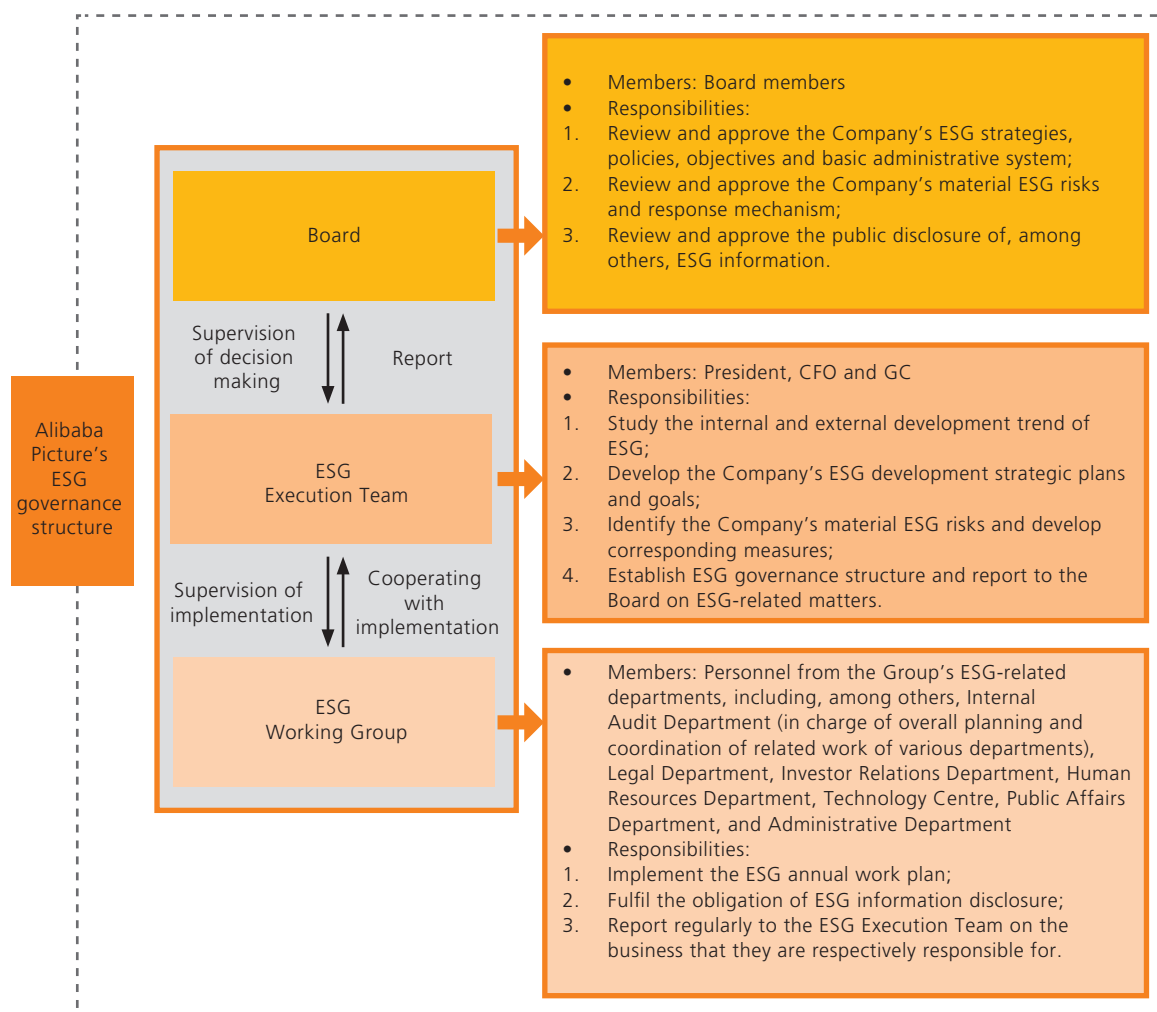 Alibaba
Picture's
ESG
governance
structure
Board
Supervision
of decision
making
Report
ESG
Execution Team
Supervision of
implementation
Cooperating
with
implementation
ESG
Working Group
• Members: Board members
• Responsibilities:
1. Review and approve the Company's ESG strategies,
policies, objectives and basic administrative system;
2. Review and approve the Company's material ESG risks
and response mechanism;
3. Review and approve the public disclosure of, among
others, ESG information.
• Members: President, CFO and GC
• Responsibilities:
1. Study the internal and external development trend of
ESG;
2. Develop the Company's ESG development strategic plans
and goals;
3. Identify the Company's material ESG risks and develop
corresponding measures;
4. Establish ESG governance structure and report to the
Board on ESG-related matters.
• Members: Personnel from the Group's ESG-related
departments, including, among others, Internal
Audit Department (in charge of overall planning and
coordination of related work of various departments),
Legal Department, Investor Relations Department, Human
Resources Department, Technology Centre, Public Affairs
Department, and Administrative Department
• Responsibilities:
1. Implement the ESG annual work plan;
2. Fulfil the obligation of ESG information disclosure;
3. Report regularly to the ESG Execution Team on the
business that they are respectively responsible for.